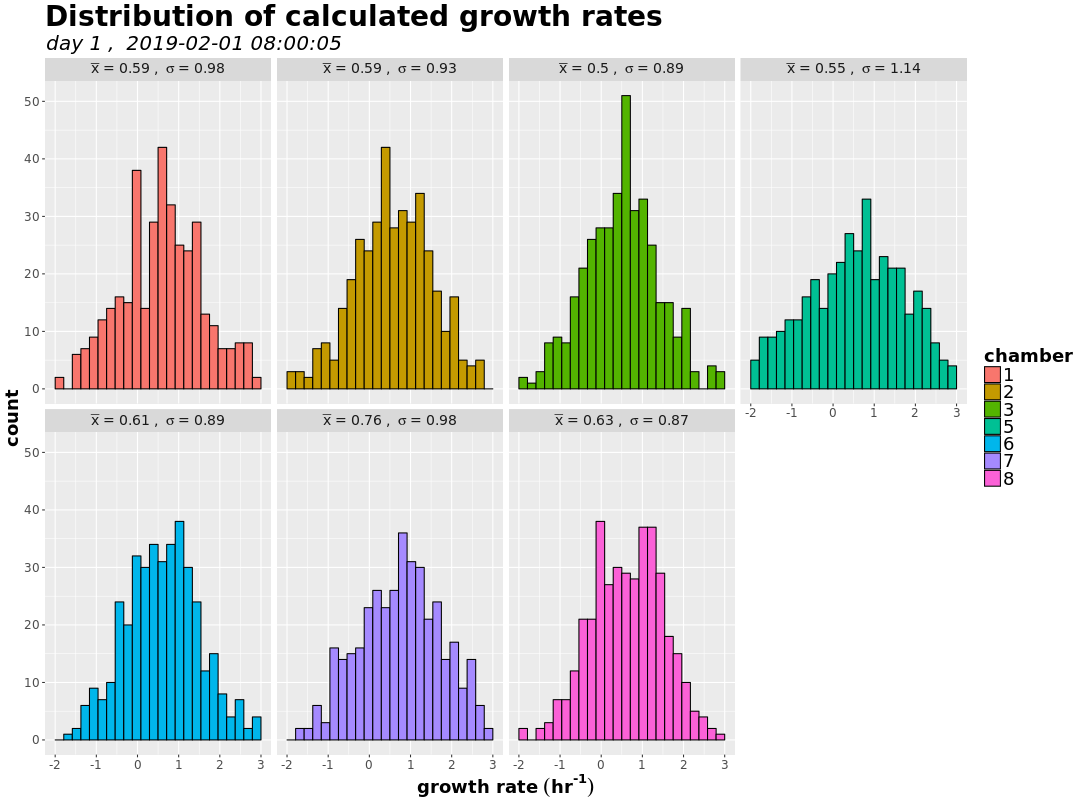 Distribution of calculated growth rates
day 1 ,  2019-02-01 08:00:05
x̅ = 0.59 ,  σ = 0.98
x̅ = 0.59 ,  σ = 0.93
x̅ = 0.5 ,  σ = 0.89
x̅ = 0.55 ,  σ = 1.14
50
40
30
20
10
0
-2 -1 0 1 2 3
count
x̅ = 0.61 ,  σ = 0.89
x̅ = 0.76 ,  σ = 0.98
x̅ = 0.63 ,  σ = 0.87
50
40
30
20
10
0
-2 -1 0 1 2 3
-2 -1 0 1 2 3
-2 -1 0 1 2 3
growth rate (hr⁻¹)
chamber
1
2
3
5
6
7
8